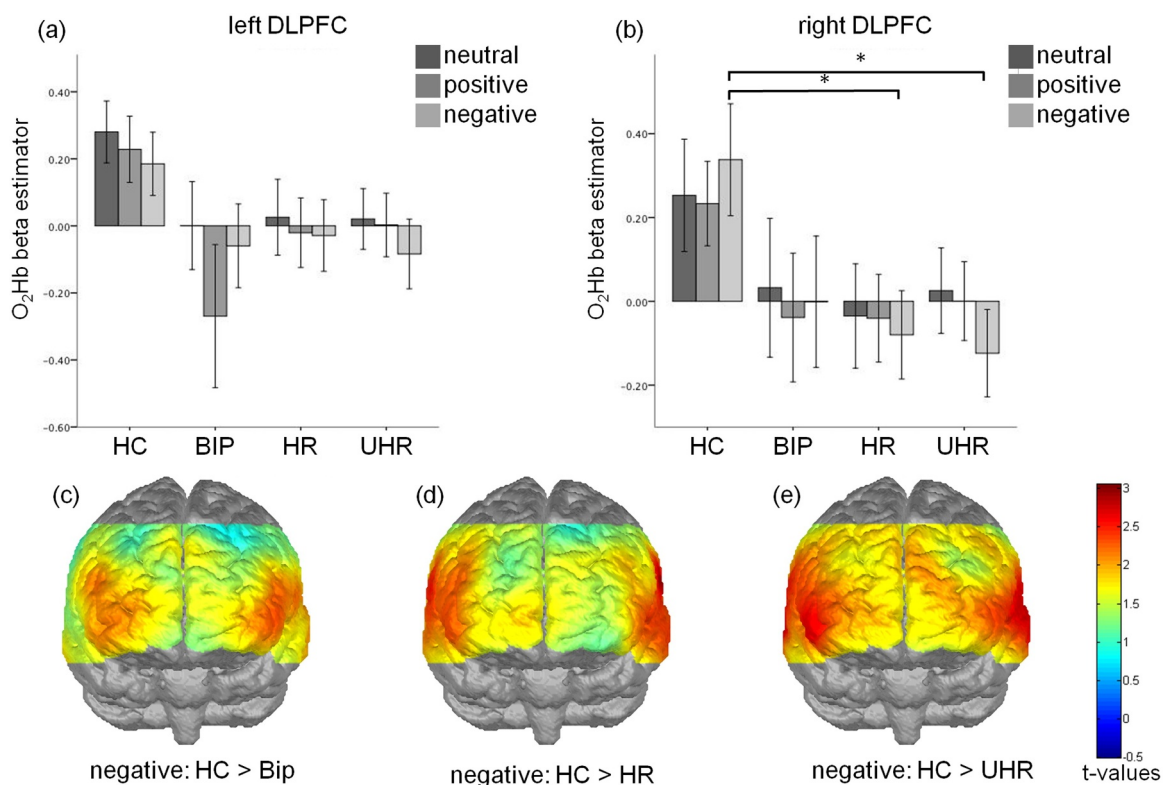 (a)
left DLPFC
neutral
positive
negative
O₂Hb beta estimator
0.40
0.20
0.00
−0.20
−0.40
−0.60
HC BIP HR UHR
(b)
right DLPFC
neutral
positive
negative
*
*
O₂Hb beta estimator
0.40
0.20
0.00
−0.20
HC BIP HR UHR
(c)
negative: HC > Bip
(d)
negative: HC > HR
(e)
negative: HC > UHR
3
2.5
2
1.5
1
0.5
0
-0.5
t-values